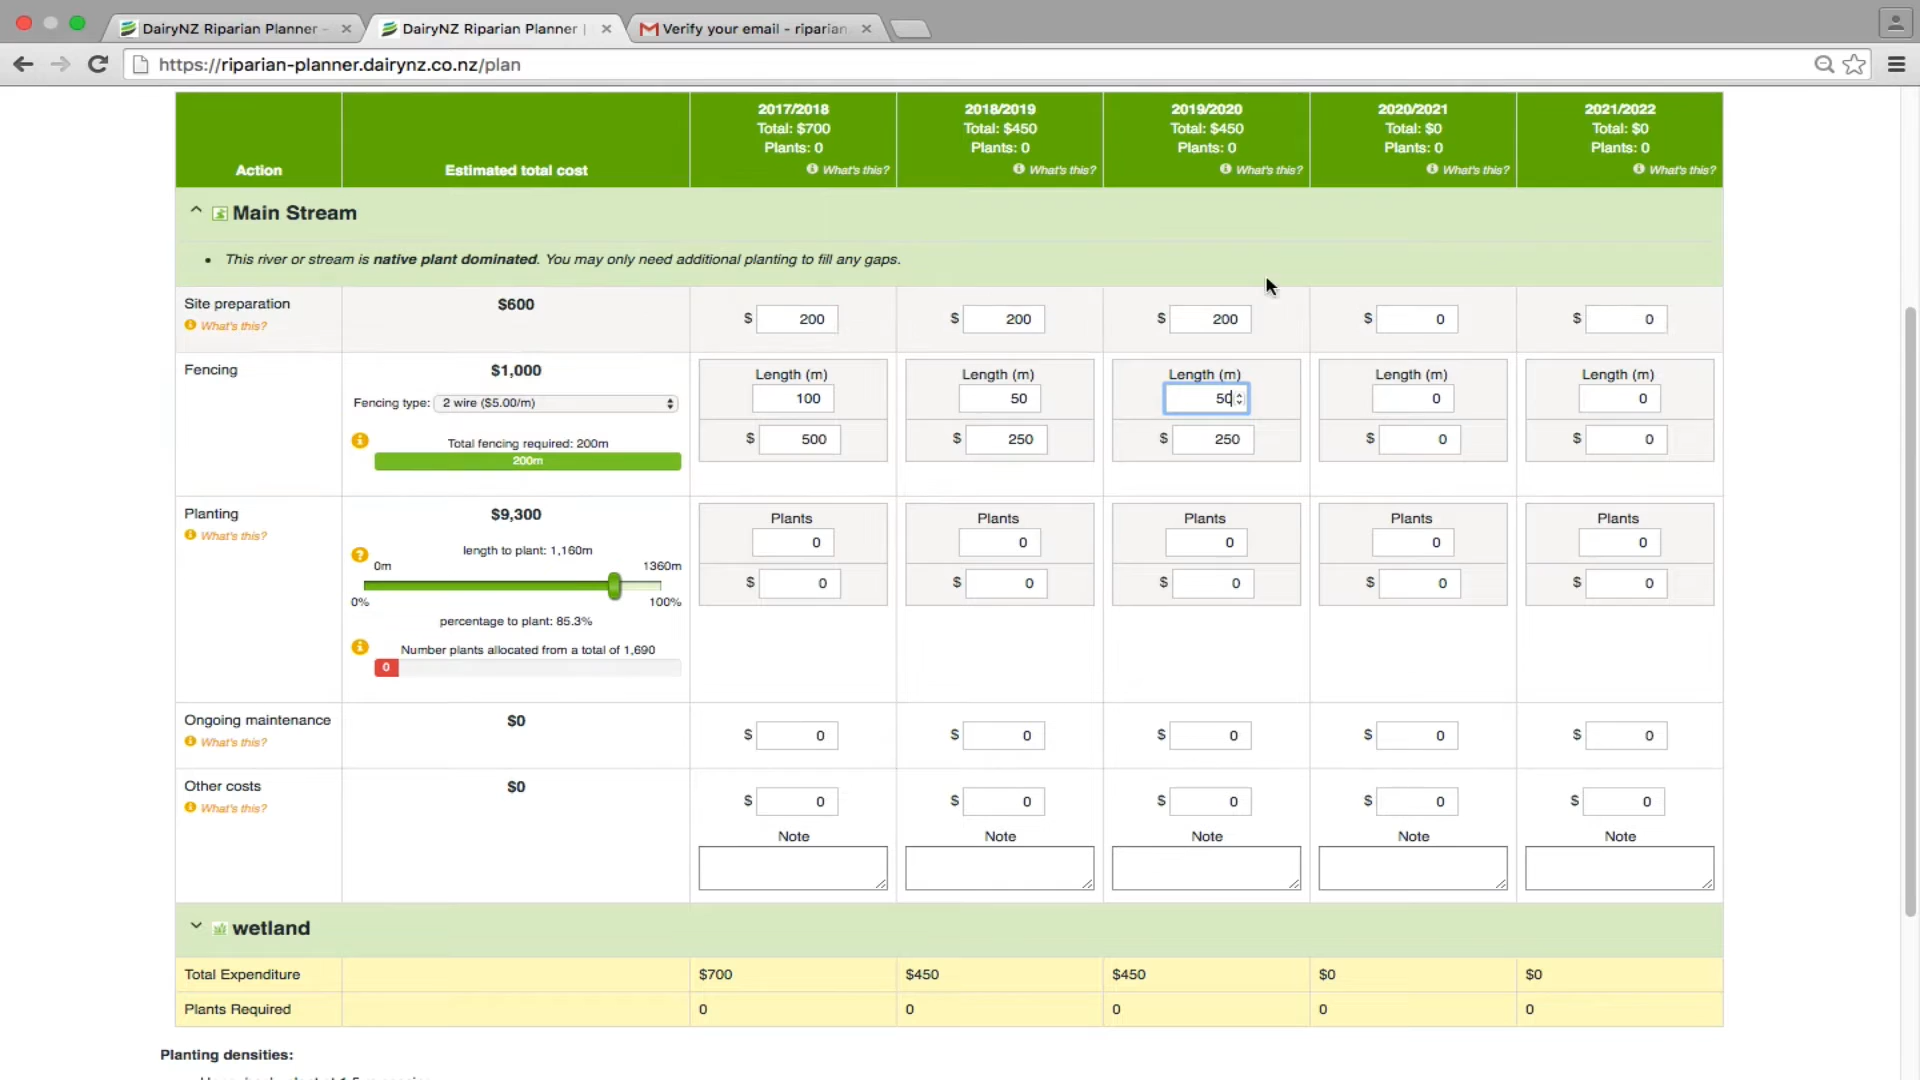 DairyNZ Riparian Planner -
DairyNZ Riparian Planner |
Verify your email - riparian
https://riparian-planner.dairynz.co.nz/plan
Action
Estimated total cost
2017/2018
Total: $700
Plants: 0
What's this?
2018/2019
Total: $450
Plants: 0
What's this?
2019/2020
Total: $450
Plants: 0
What's this?
2020/2021
Total: $0
Plants: 0
What's this?
2021/2022
Total: $0
Plants: 0
What's this?
Main Stream
• This river or stream is native plant dominated. You may only need additional planting to fill any gaps.
Site preparation
What's this?
$600
$ 200
$ 200
$ 200
$ 0
$ 0
Fencing
$1,000
Fencing type: 2 wire ($5.00/m)
Total fencing required: 200m
200m
Length (m)
100
$ 500
Length (m)
50
$ 250
Length (m)
50
$ 250
Length (m)
0
$ 0
Length (m)
0
$ 0
Planting
What's this?
$9,300
length to plant: 1,160m
0m 1360m
0% 100%
percentage to plant: 85.3%
Number plants allocated from a total of 1,690
0
Plants
0
$ 0
Plants
0
$ 0
Plants
0
$ 0
Plants
0
$ 0
Plants
0
$ 0
Ongoing maintenance
What's this?
$0
$ 0
$ 0
$ 0
$ 0
$ 0
Other costs
What's this?
$0
$ 0
Note
$ 0
Note
$ 0
Note
$ 0
Note
$ 0
Note
wetland
Total Expenditure $700 $450 $450 $0 $0
Plants Required 0 0 0 0 0
Planting densities: